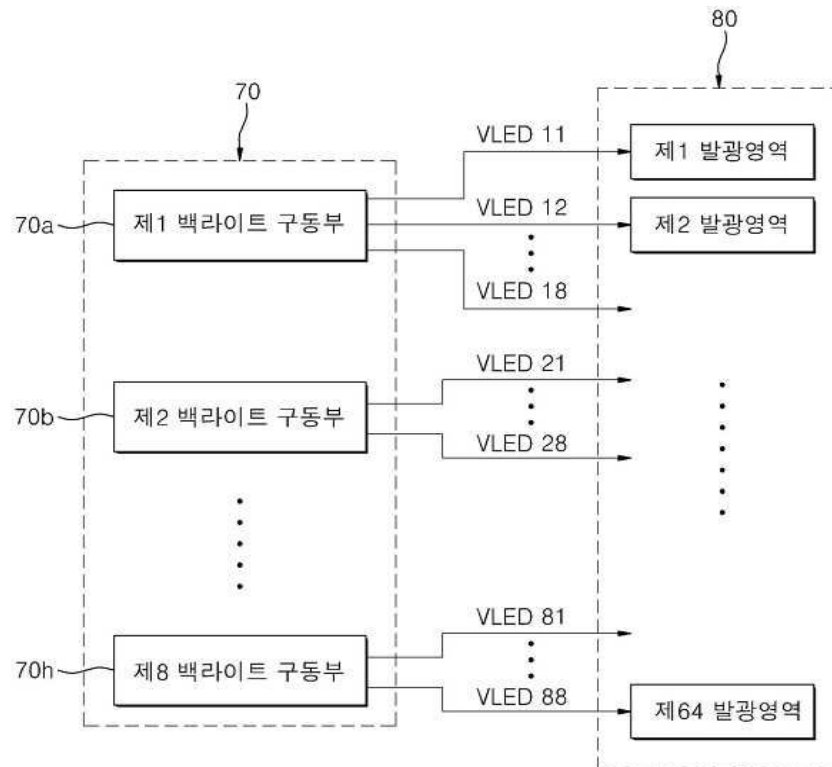 80
70
VLED 11
제1 발광영역
70a
제1 백라이트 구동부
VLED 12
제2 발광영역
VLED 18
VLED 21
70b
제2 백라이트 구동부
VLED 28
VLED 81
70h
제8 백라이트 구동부
VLED 88
제64 발광영역